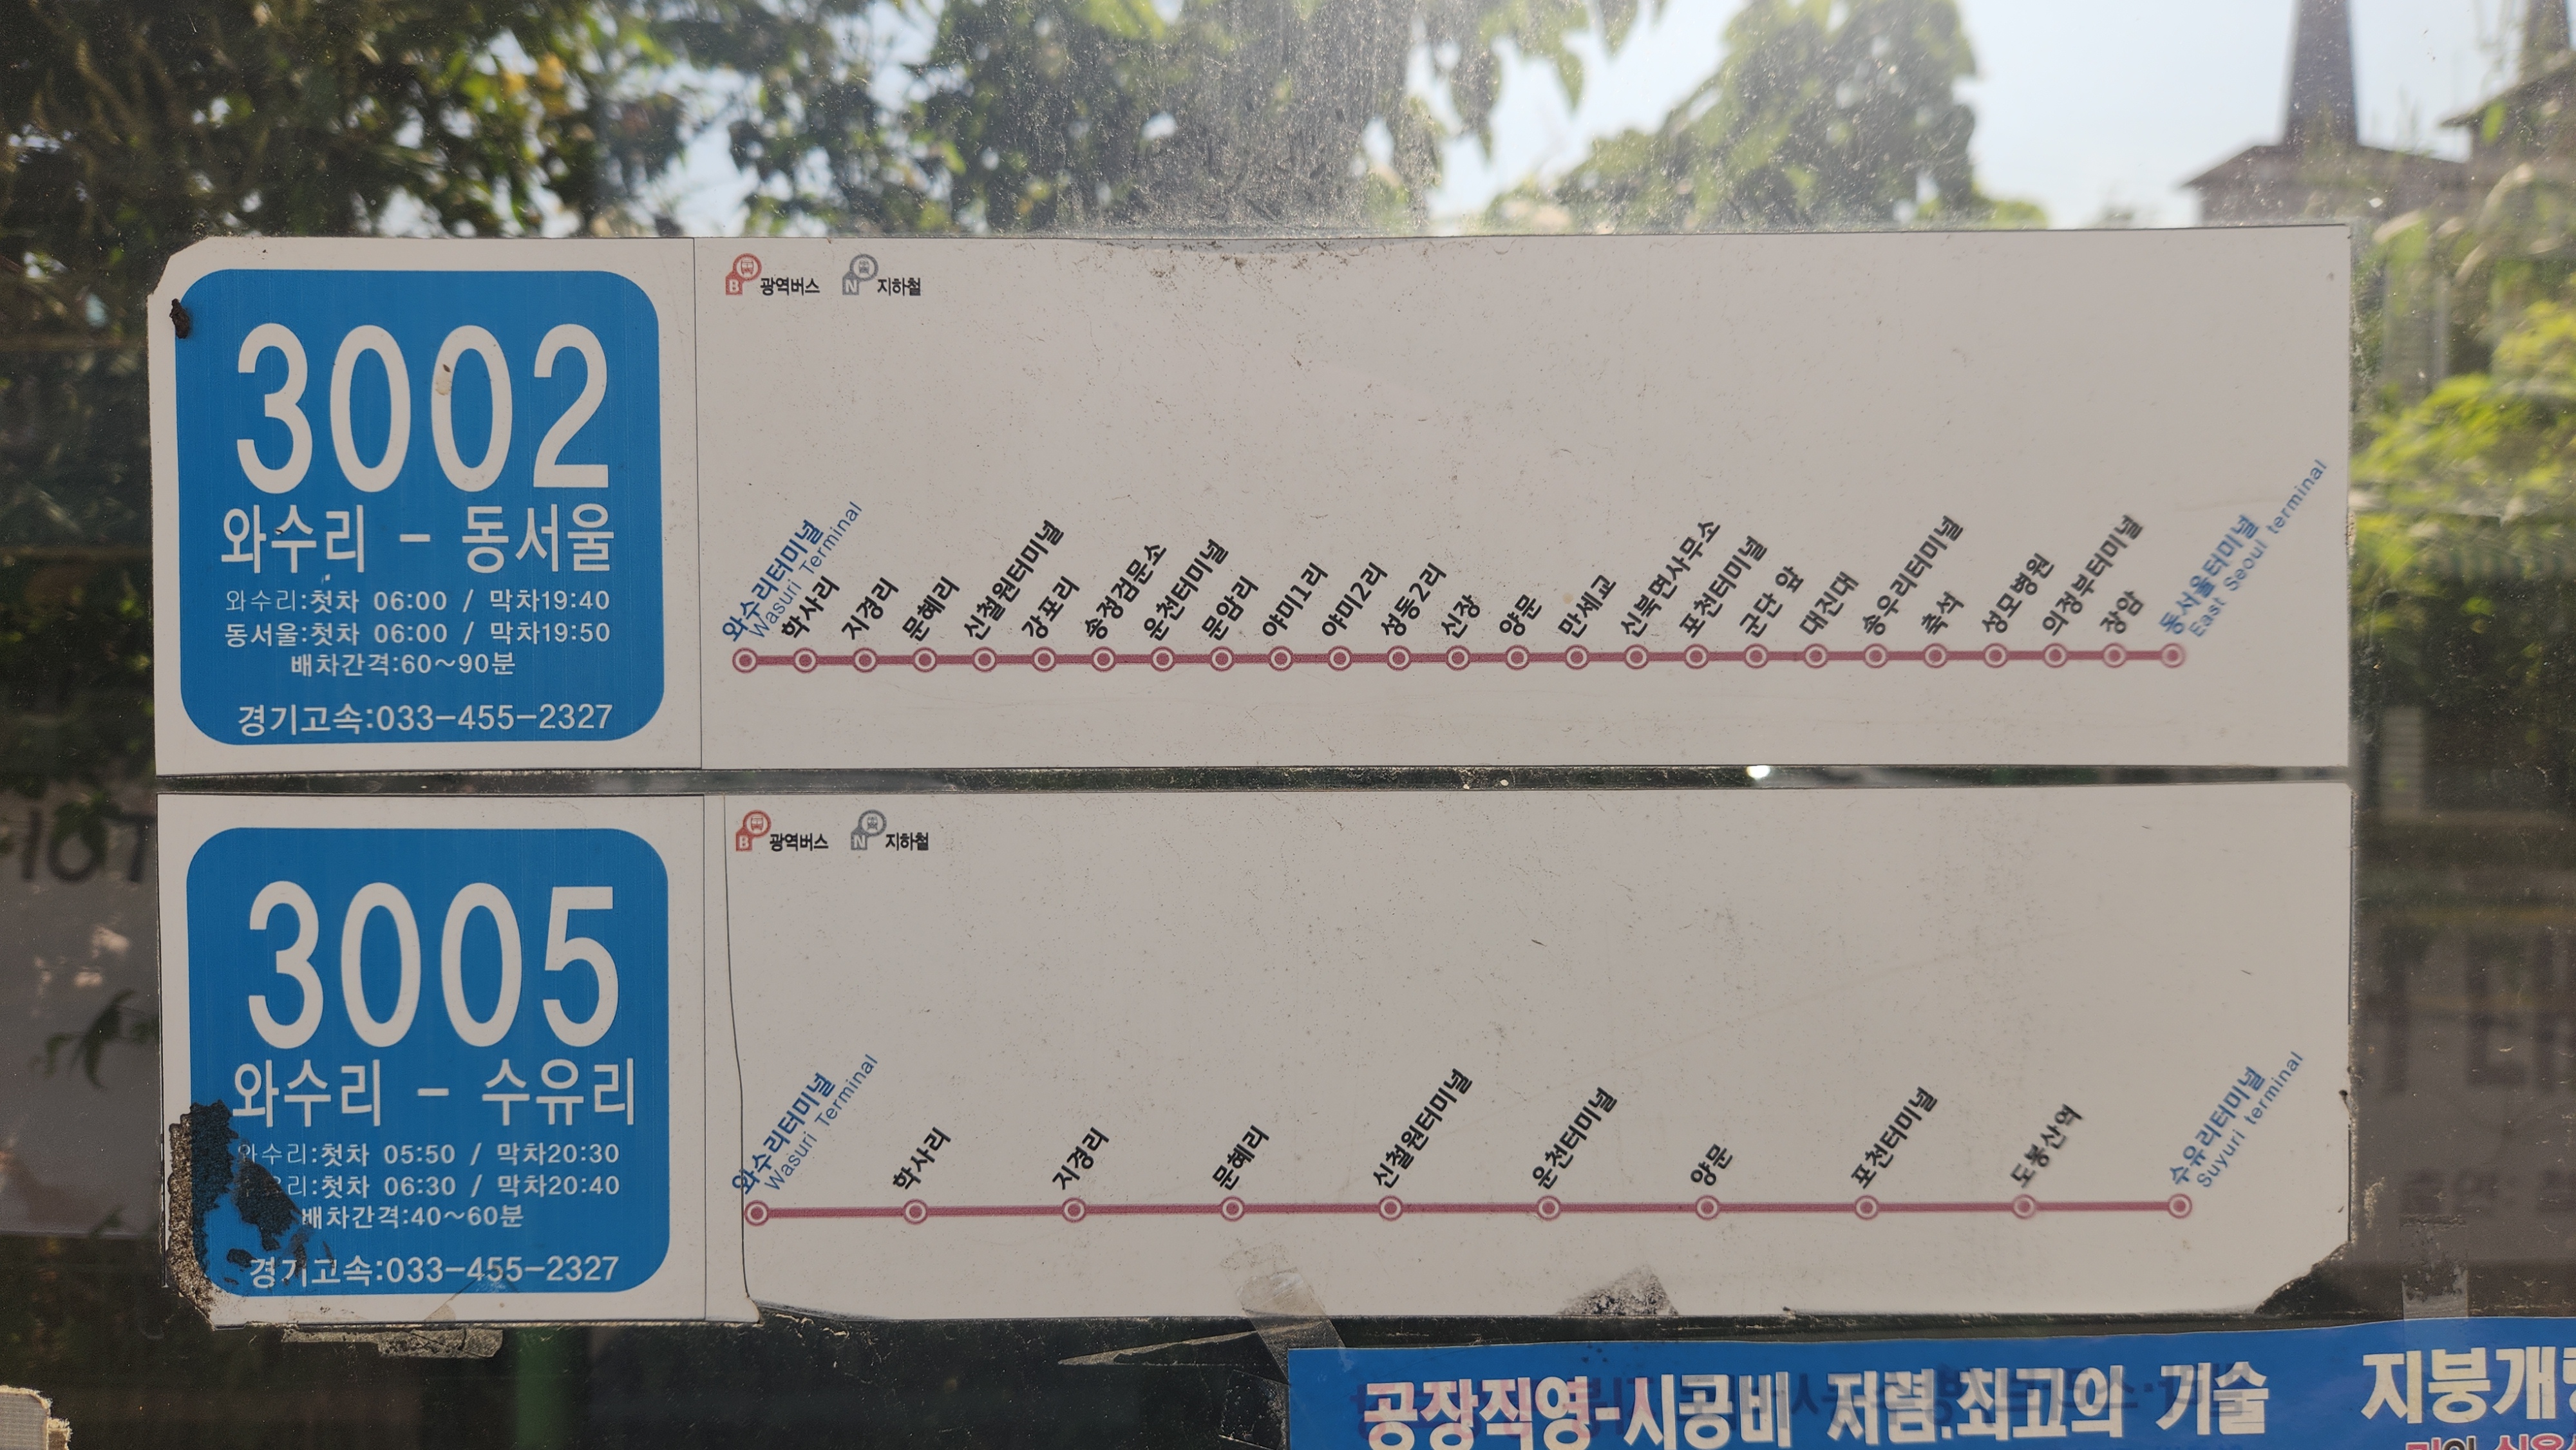 3002
와수리 - 동서울
와수리:첫차 06:00 / 막차19:40
동서울:첫차 06:00 / 막차19:50
배차간격:60~90분
경기고속:033-455-2327
B 광역버스 N 지하철
와수리터미널
Wasuri Terminal
학사리
지경리
문혜리
신철원터미널
강포리
송정검문소
운천터미널
문암리
야미1리
야미2리
성동2리
신장
양문
만세교
신북면사무소
포천터미널
군단 앞
대진대
송우리터미널
축석
성모병원
의정부터미널
장암
동서울터미널
East Seoul terminal
3005
와수리 - 수유리
와수리:첫차 05:50 / 막차20:30
리:첫차 06:30 / 막차20:40
배차간격:40~60분
경기고속:033-455-2327
B 광역버스 N 지하철
와수리터미널
Wasuri Terminal
학사리
지경리
문혜리
신철원터미널
운천터미널
양문
포천터미널
도봉산역
수유리터미널
Suyuri terminal
공장직영-시공비 저렴.최고의 기술 지붕개